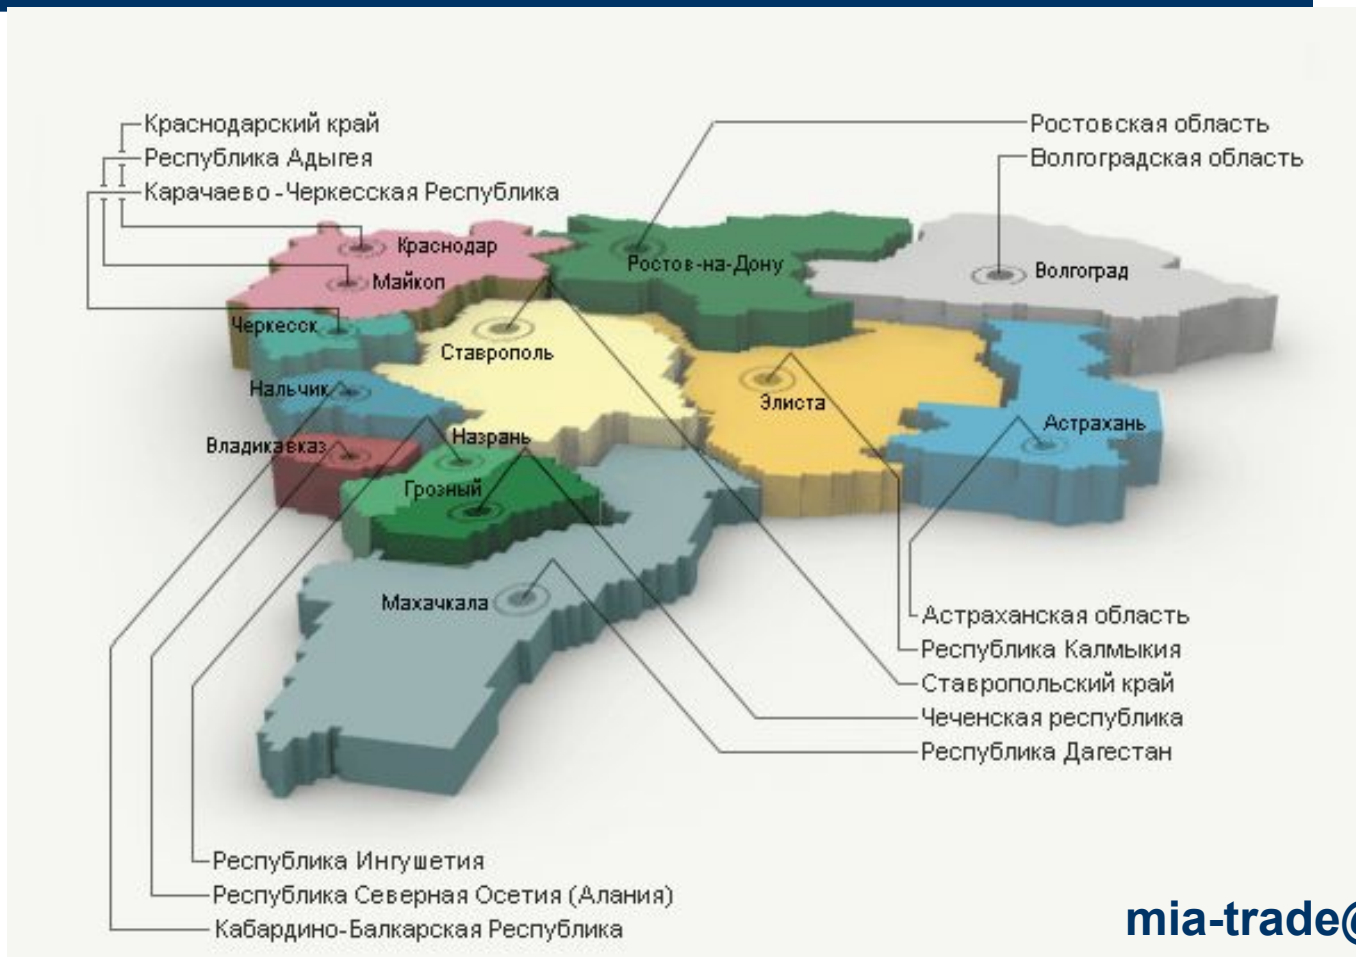 Краснодарский край
Республика Адыгея
Карачаево-Черкесская Республика
Ростовская область
Волгоградская область
Краснодар
Майкоп
Ростов-на-Дону
Волгоград
Черкесск
Ставрополь
Нальчик
Элиста
Владикавказ
Назрань
Астрахань
Грозный
Махачкала
Астраханская область
Республика Калмыкия
Ставропольский край
Чеченская республика
Республика Дагестан
Республика Ингушетия
Республика Северная Осетия (Алания)
Кабардино-Балкарская Республика
mia-trade@